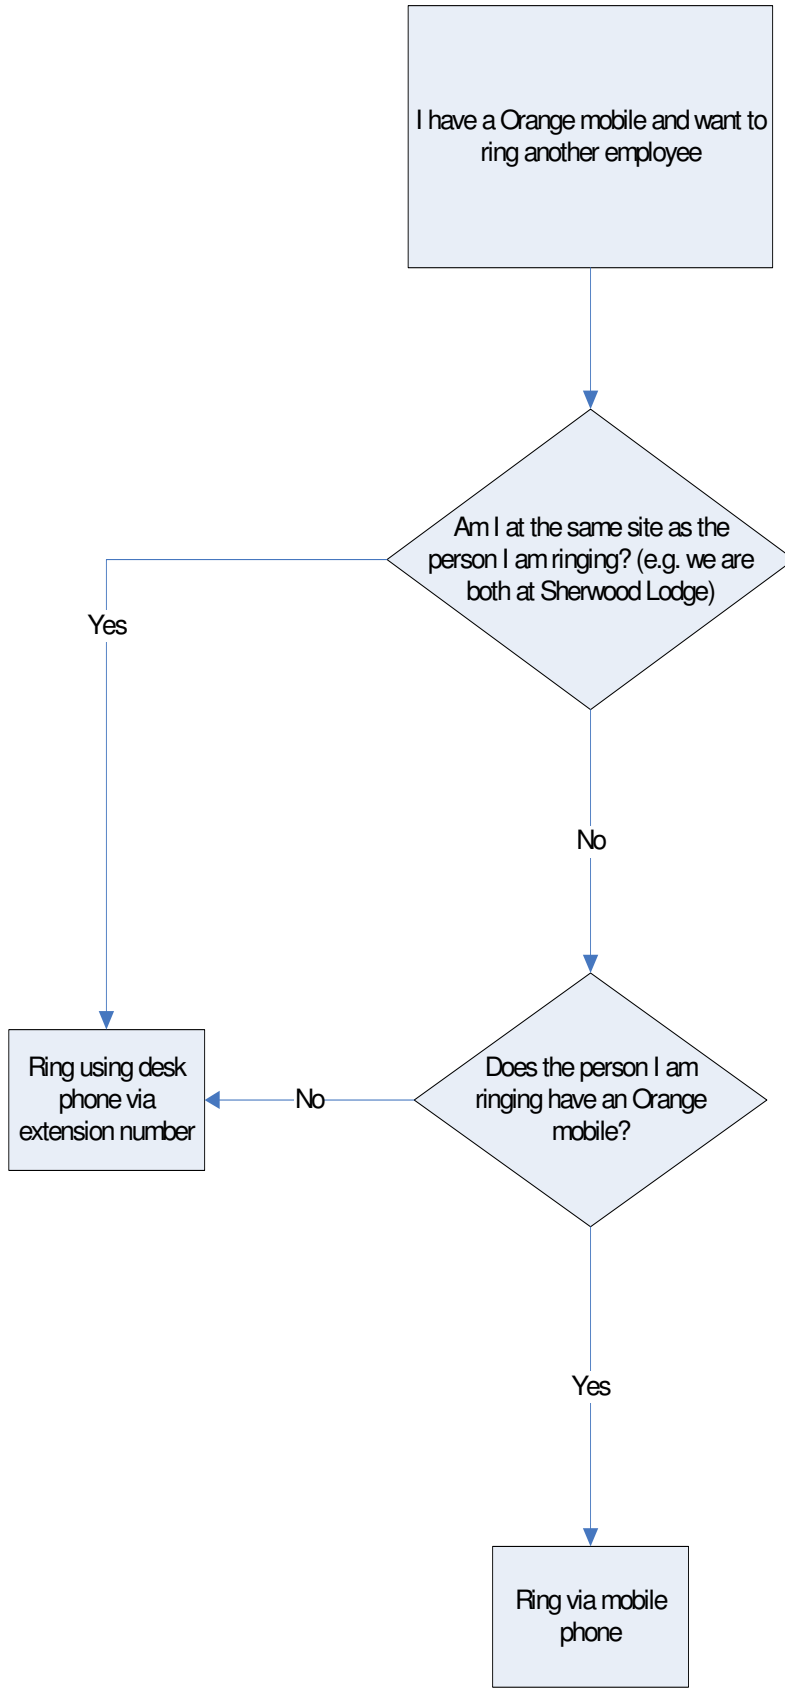 I have a Orange mobile and want to
ring another employee
Am I at the same site as the
person I am ringing? (e.g. we are
both at Sherwood Lodge)
Yes
No
Ring using desk
phone via
extension number
No
Does the person I am
ringing have an Orange
mobile?
Yes
Ring via mobile
phone